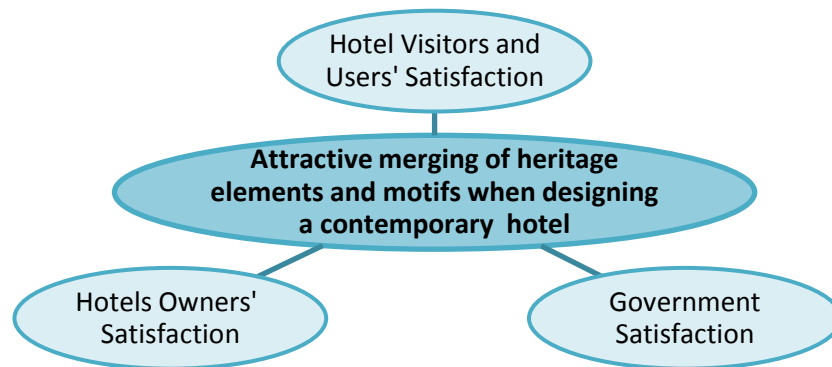 Hotel Visitors and
Users' Satisfaction
Attractive merging of heritage
elements and motifs when designing
a contemporary hotel
Hotels Owners'
Satisfaction
Government
Satisfaction